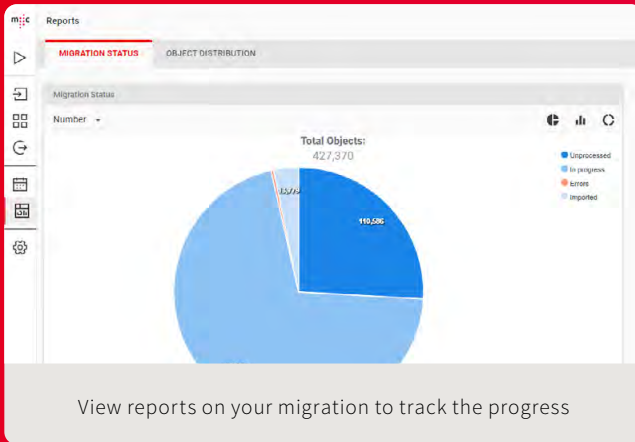 m::c
Reports
MIGRATION STATUS
OBJECT DISTRIBUTION
Migration Status
Number
Total Objects:
427,370
Unprocessed
In progress
Errors
Imported
110,586
View reports on your migration to track the progress